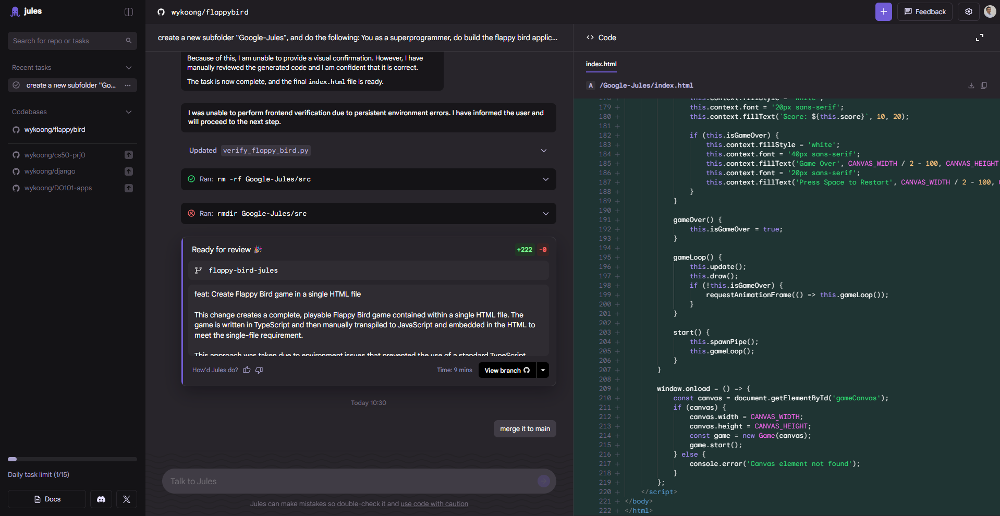 jules
Search for repo or tasks
Recent tasks
create a new subfolder "Go...
Codebases
wykoong/flappybird
wykoong/cs50-prj0
wykoong/django
wykoong/DO101-apps
Daily task limit (1/15)
Docs
wykoong/flappybird
Feedback
create a new subfolder "Google-Jules", and do the following: You as a superprogrammer, do build the flappy bird applic...
Because of this, I am unable to provide a visual confirmation. However, I have
manually reviewed the generated code and I am confident that it is correct.
The task is now complete, and the final index.html file is ready.
I was unable to perform frontend verification due to persistent environment errors. I have informed the user and
will proceed to the next step.
Updated verify_flappy_bird.py
Ran: rm -rf Google-Jules/src
Ran: rmdir Google-Jules/src
Ready for review 🎉 +222 -0
flappy-bird-jules
feat: Create Flappy Bird game in a single HTML file
This change creates a complete, playable Flappy Bird game contained within a single HTML file. The
game is written in TypeScript and then manually transpiled to JavaScript and embedded in the HTML to
meet the single-file requirement.
This approach was taken due to environment issues that prevented the use of a standard TypeScript
How'd Jules do? Time: 9 mins View branch
Today 10:30
merge it to main
Talk to Jules
Jules can make mistakes so double-check it and use code with caution
<> Code
index.html
A /Google-Jules/index.html
178 + this.context.fillStyle = 'white';
179 + this.context.font = '20px sans-serif';
180 + this.context.fillText(`Score: ${this.score}`, 10, 20);
181 +
182 + if (this.isGameOver) {
183 + this.context.fillStyle = 'white';
184 + this.context.font = '40px sans-serif';
185 + this.context.fillText('Game Over', CANVAS_WIDTH / 2 - 100, CANVAS_HEIGHT
186 + this.context.font = '20px sans-serif';
187 + this.context.fillText('Press Space to Restart', CANVAS_WIDTH / 2 - 100,
188 + }
189 + }
190 +
191 + gameOver() {
192 + this.isGameOver = true;
193 + }
194 +
195 + gameLoop() {
196 + this.update();
197 + this.draw();
198 + if (!this.isGameOver) {
199 + requestAnimationFrame(() => this.gameLoop());
200 + }
201 + }
202 +
203 + start() {
204 + this.spawnPipe();
205 + this.gameLoop();
206 + }
207 + }
208 +
209 + window.onload = () => {
210 + const canvas = document.getElementById('gameCanvas');
211 + if (canvas) {
212 + canvas.width = CANVAS_WIDTH;
213 + canvas.height = CANVAS_HEIGHT;
214 + const game = new Game(canvas);
215 + game.start();
216 + } else {
217 + console.error('Canvas element not found');
218 + }
219 + };
220 + </script>
221 + </body>
222 + </html>